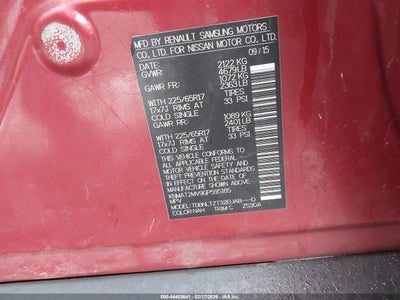 MFD BY RENAULT SAMSUNG MOTORS
CO., LTD. FOR NISSAN MOTOR CO., LTD.
09/15
DATE: 2122 KG
GVWR: 4679LB
GAWR FR: 1072 KG
2363LB
WITH 225/65R17 TIRES
17x7J RIMS AT 33 PSI
COLD SINGLE
GAWR RR: 1089 KG
2401LB
WITH 225/65R17 TIRES
17x7J RIMS AT 33 PSI
COLD SINGLE
THIS VEHICLE CONFORMS TO
ALL APPLICABLE FEDERAL
MOTOR VEHICLE SAFETY
AND THEFT PREVENTION
STANDARDS IN EFFECT ON
THE DATE OF MANUFACTURE
SHOWN ABOVE.
MPV
COLOR: NAH TRIM: C